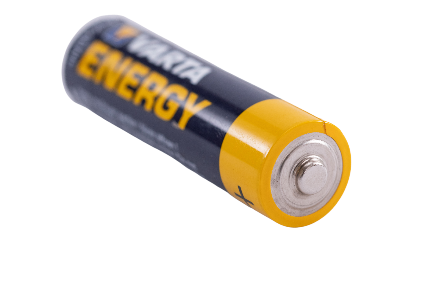 VARTA
ENERGY
+